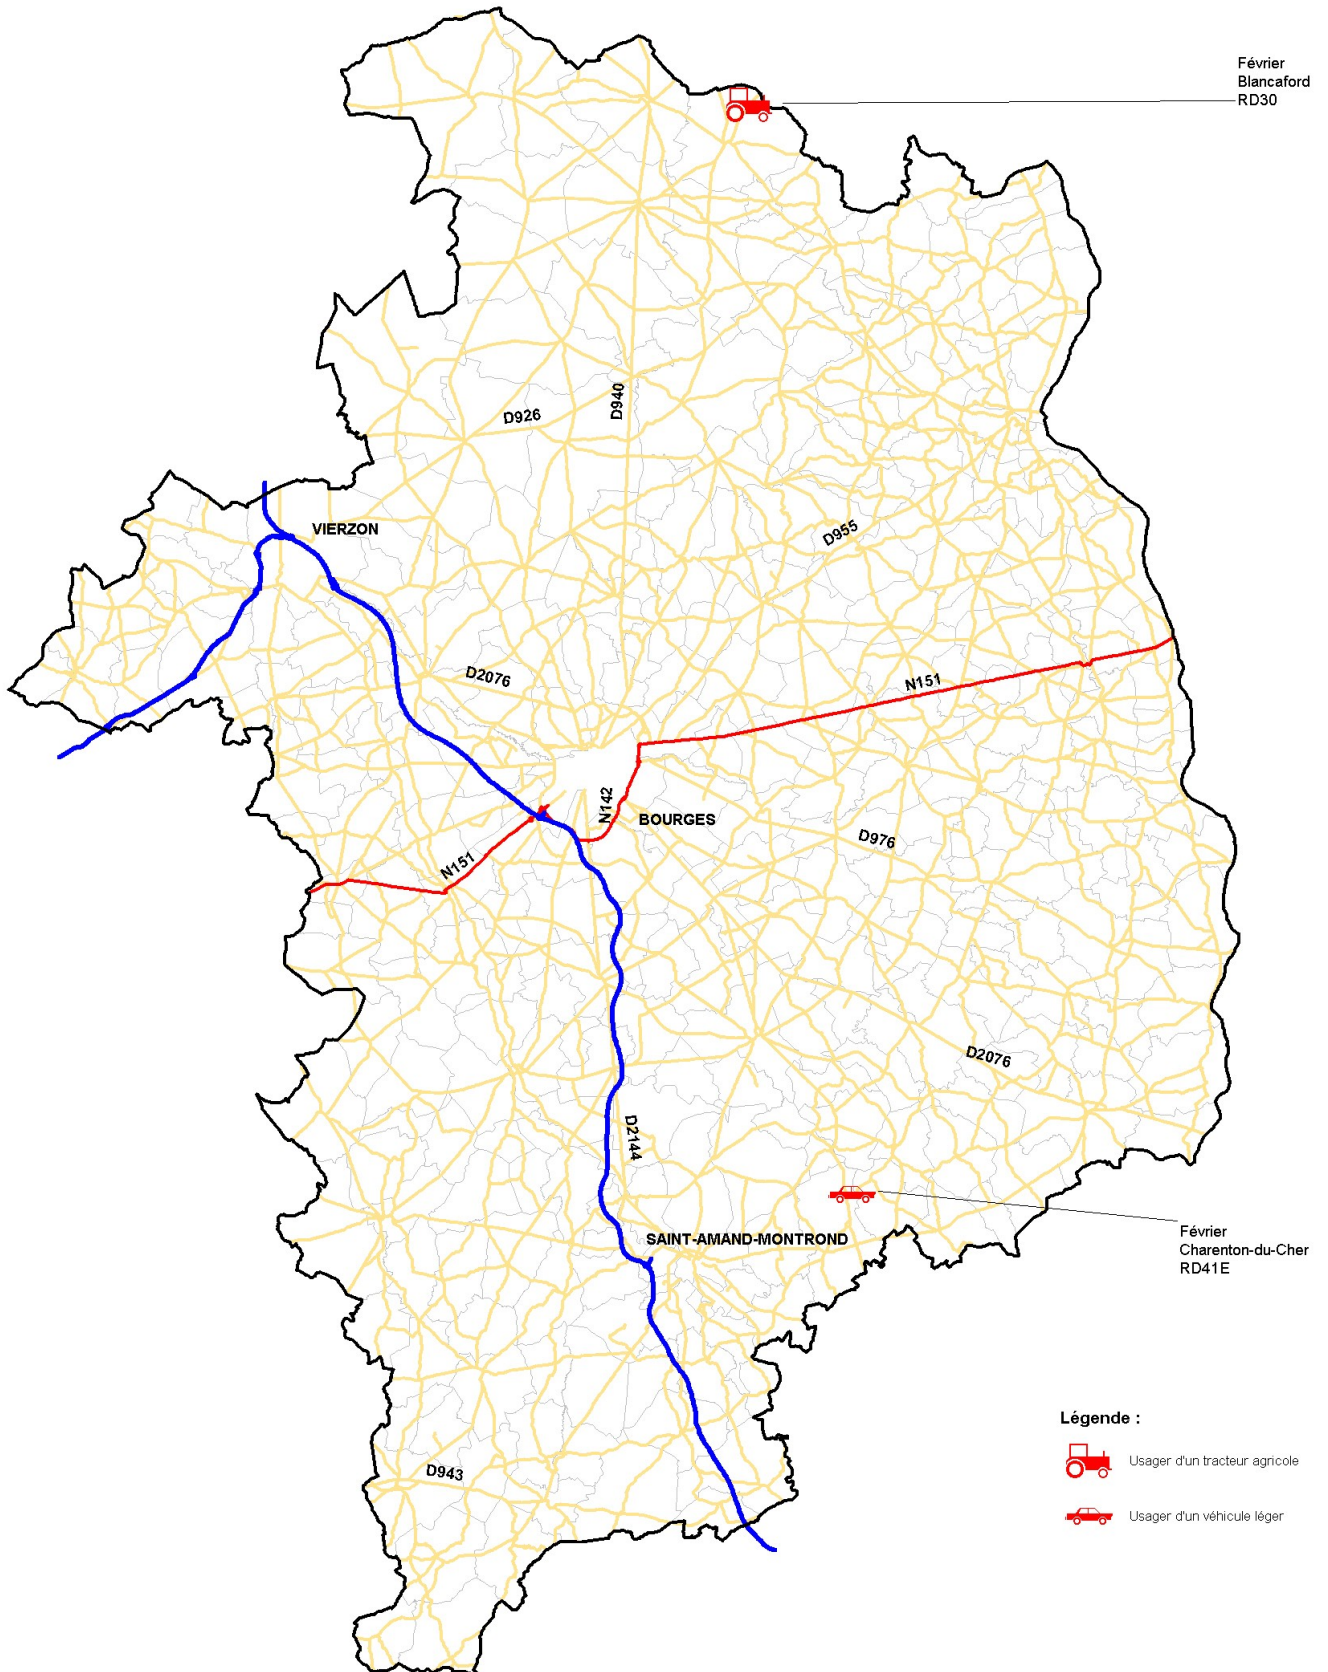 Février
Blancaford
RD30
D940
D926
VIERZON
D955
D2076
N151
N142
BOURGES
D976
N151
D2076
D2144
SAINT-AMAND-MONTROND
Février
Charenton-du-Cher
RD41E
Légende :
Usager d'un tracteur agricole
D943
Usager d'un véhicule léger